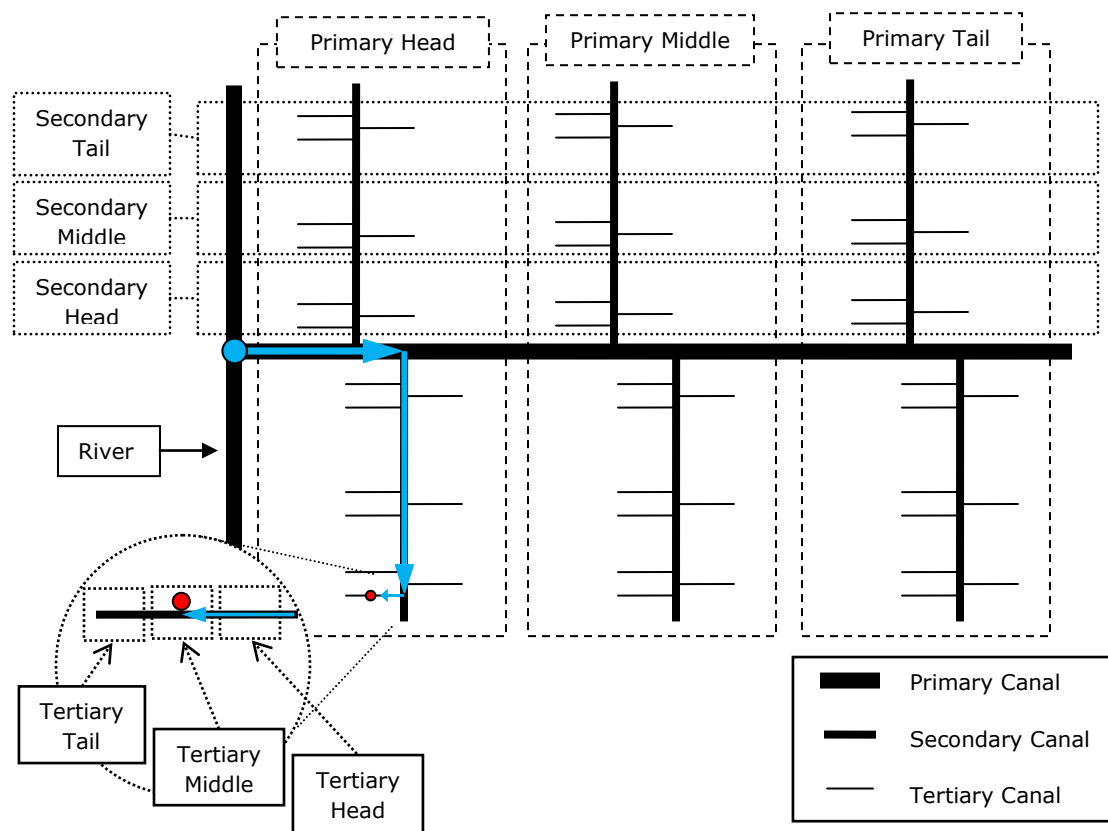 Primary Head
Primary Middle
Primary Tail
Secondary
Tail
Secondary
Middle
Secondary
Head
River
Tertiary
Tail
Tertiary
Middle
Tertiary
Head
Primary Canal
Secondary Canal
Tertiary Canal